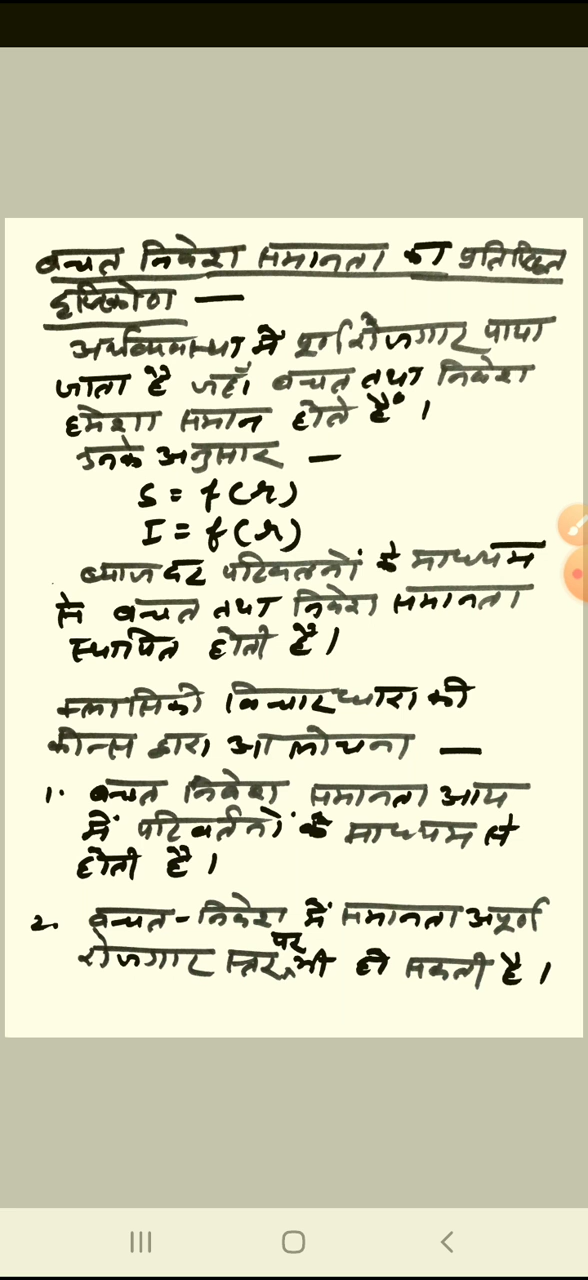 बचत निवेश समानता का प्रतिष्ठित
दृष्टिकोण —
अर्थव्यवस्था में पूर्ण रोजगार पाया
जाता है जहाँ बचत तथा निवेश
हमेशा समान होते हैं।
इनके अनुसार —
S = f(r)
I = f(r)
ब्याज दर परिवर्तनों के माध्यम
से बचत तथा निवेश समानता
स्थापित होती है।
क्लासिकी विचारधारा की
कीन्स द्वारा आलोचना —
1. बचत निवेश समानता आय
में परिवर्तनों के माध्यम से
होती है।
2. बचत-निवेश में समानता अपूर्ण
रोजगार स्तर पर भी हो सकती है।